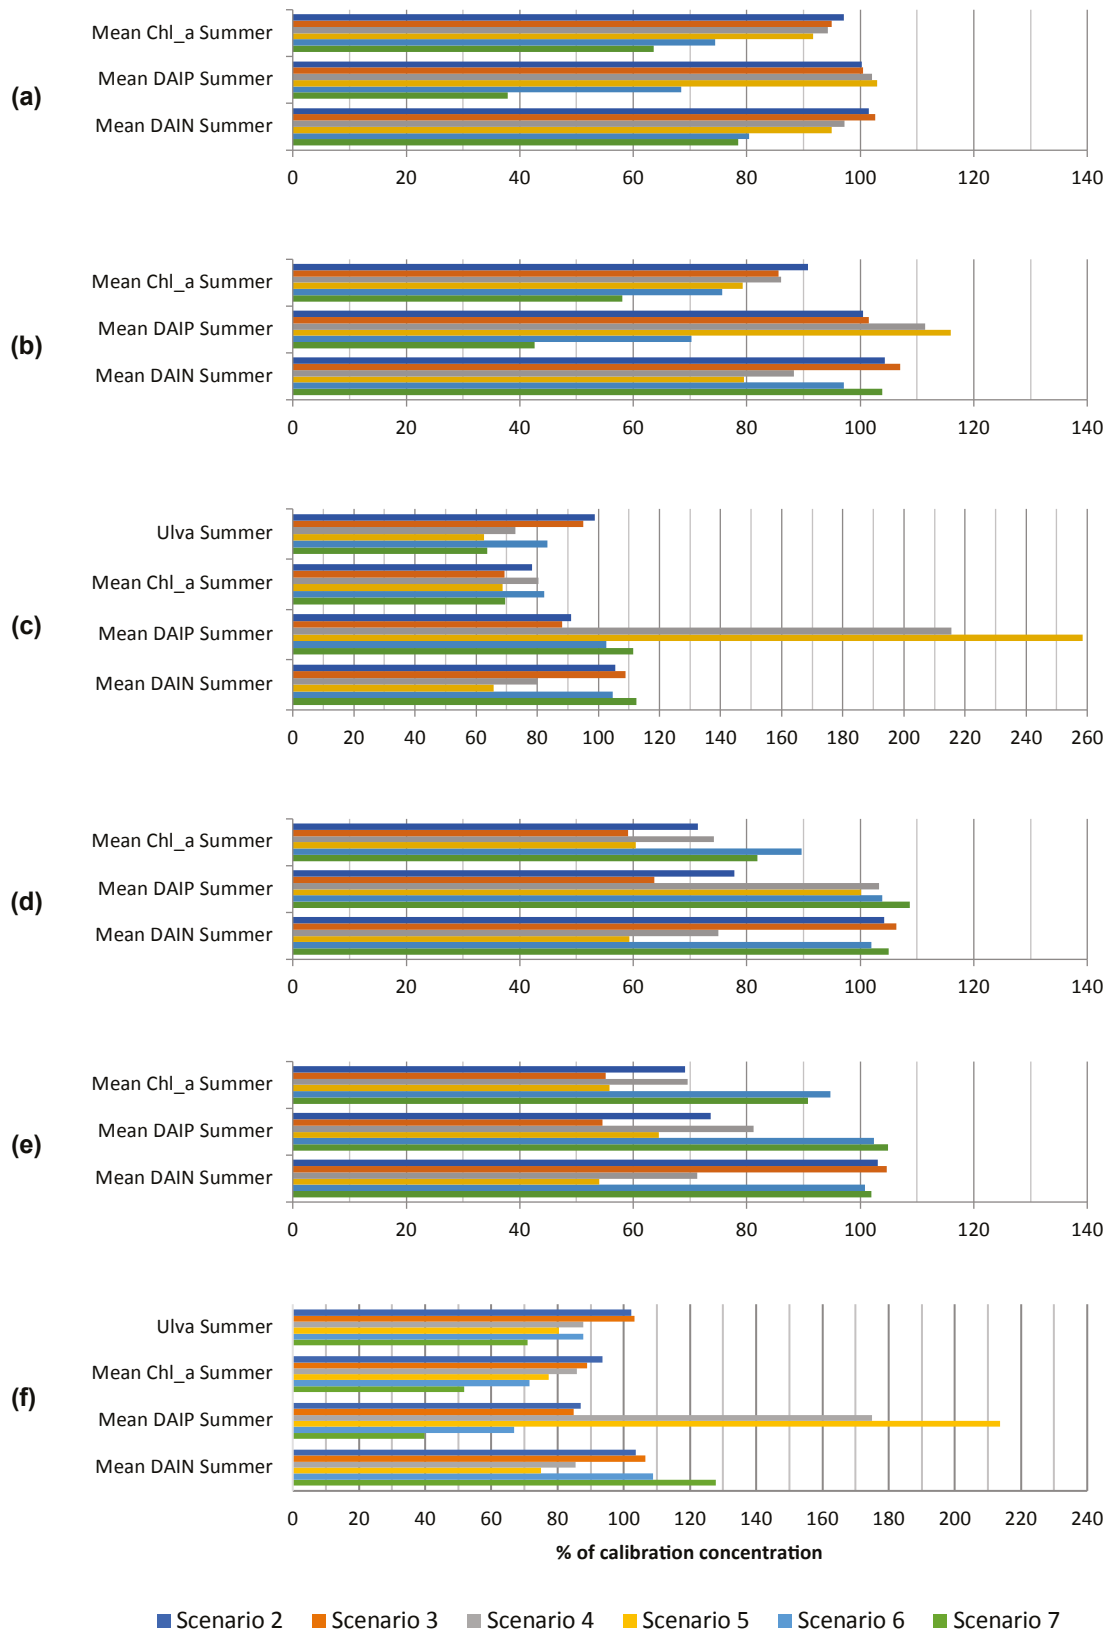 (a)
Mean Chl_a Summer
Mean DAIP Summer
Mean DAIN Summer
0 20 40 60 80 100 120 140
(b)
Mean Chl_a Summer
Mean DAIP Summer
Mean DAIN Summer
0 20 40 60 80 100 120 140
(c)
Ulva Summer
Mean Chl_a Summer
Mean DAIP Summer
Mean DAIN Summer
0 20 40 60 80 100 120 140 160 180 200 220 240 260
(d)
Mean Chl_a Summer
Mean DAIP Summer
Mean DAIN Summer
0 20 40 60 80 100 120 140
(e)
Mean Chl_a Summer
Mean DAIP Summer
Mean DAIN Summer
0 20 40 60 80 100 120 140
(f)
Ulva Summer
Mean Chl_a Summer
Mean DAIP Summer
Mean DAIN Summer
0 20 40 60 80 100 120 140 160 180 200 220 240
% of calibration concentration
Scenario 2 Scenario 3 Scenario 4 Scenario 5 Scenario 6 Scenario 7